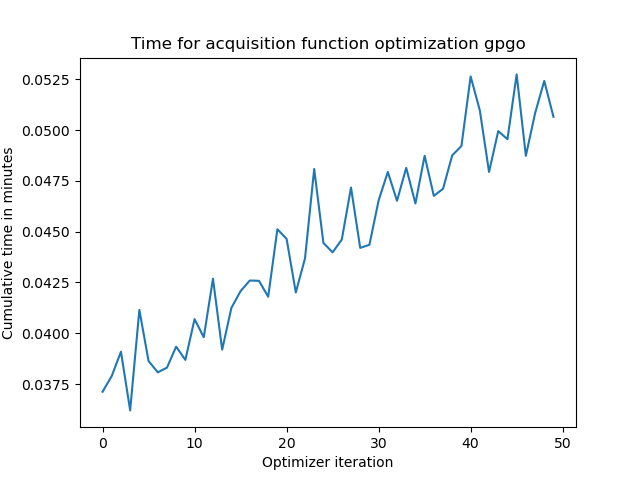 Time for acquisition function optimization gpgo
Cumulative time in minutes
0.0525
0.0500
0.0475
0.0450
0.0425
0.0400
0.0375
0 10 20 30 40 50
Optimizer iteration